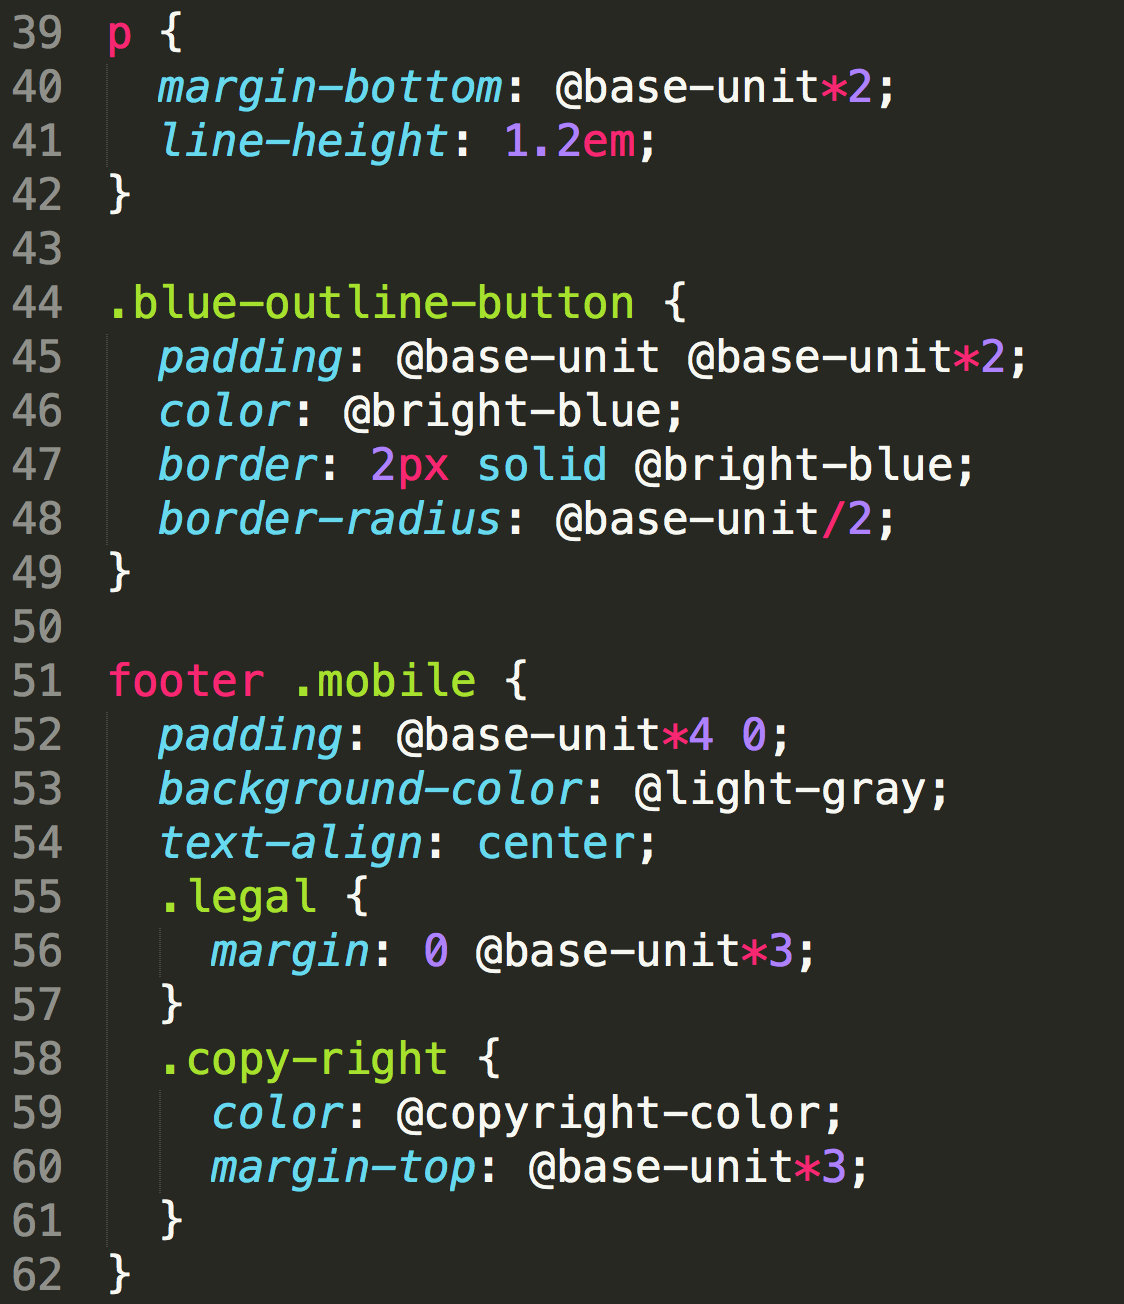 39 p {
40   margin-bottom: @base-unit*2;
41   line-height: 1.2em;
42 }
43
44 .blue-outline-button {
45   padding: @base-unit @base-unit*2;
46   color: @bright-blue;
47   border: 2px solid @bright-blue;
48   border-radius: @base-unit/2;
49 }
50
51 footer .mobile {
52   padding: @base-unit*4 0;
53   background-color: @light-gray;
54   text-align: center;
55   .legal {
56     margin: 0 @base-unit*3;
57   }
58   .copy-right {
59     color: @copyright-color;
60     margin-top: @base-unit*3;
61   }
62 }